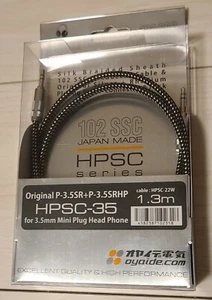 Silk Braided Sheath
102 SSC
JAPAN MADE
HPSC
series
Original P-3.5SR+P-3.5SRHP
HPSC-35
for 3.5mm Mini Plug Head Phone
cable : HPSC-22W
1.3m
オヤイデ電気
oyaide.com
EXCELLENT QUALITY & HIGH PERFORMANCE